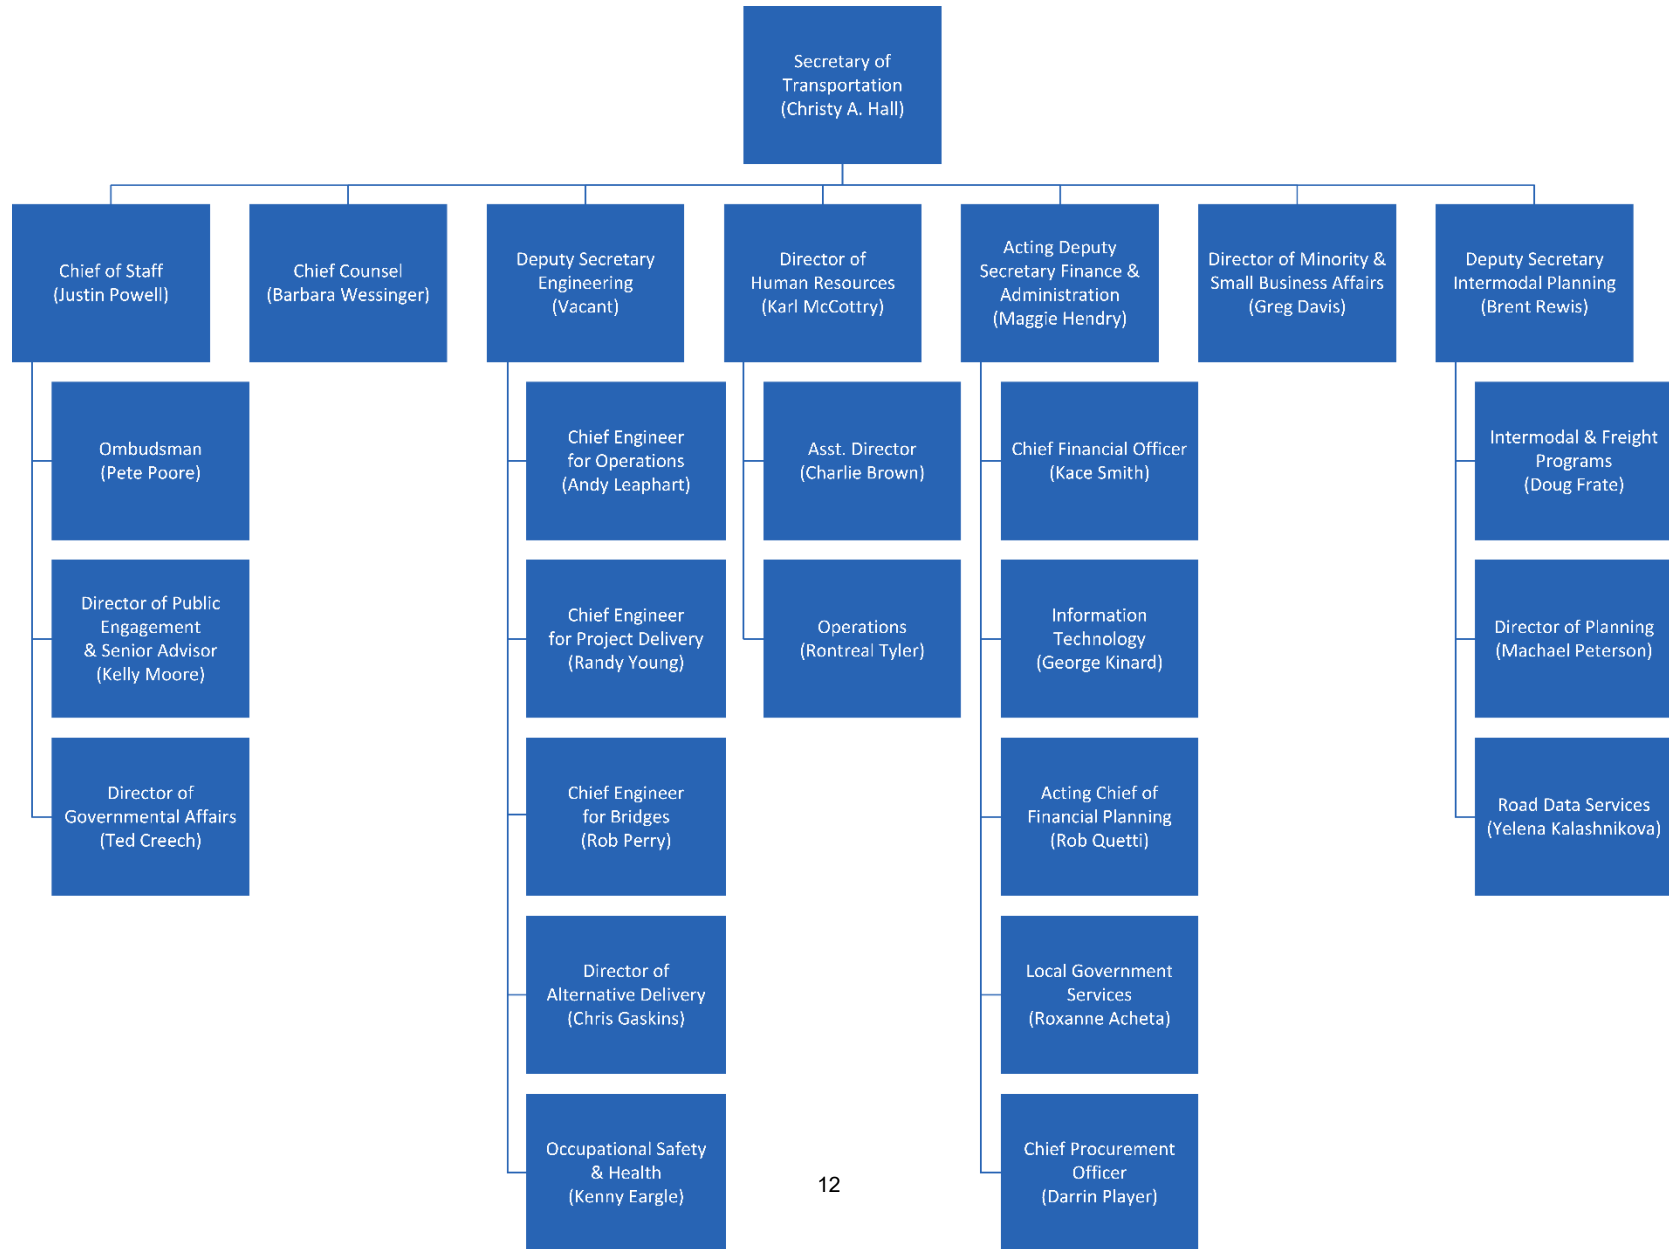 Secretary of
Transportation
(Christy A. Hall)
Chief of Staff
(Justin Powell)
Ombudsman
(Pete Poore)
Director of Public
Engagement
& Senior Advisor
(Kelly Moore)
Director of
Governmental Affairs
(Ted Creech)
Chief Counsel
(Barbara Wessinger)
Deputy Secretary
Engineering
(Vacant)
Chief Engineer
for Operations
(Andy Leaphart)
Chief Engineer
for Project Delivery
(Randy Young)
Chief Engineer
for Bridges
(Rob Perry)
Director of
Alternative Delivery
(Chris Gaskins)
Occupational Safety
& Health
(Kenny Eargle)
Director of
Human Resources
(Karl McCottry)
Asst. Director
(Charlie Brown)
Operations
(Rontreal Tyler)
Acting Deputy
Secretary Finance &
Administration
(Maggie Hendry)
Chief Financial Officer
(Kace Smith)
Information
Technology
(George Kinard)
Acting Chief of
Financial Planning
(Rob Quetti)
Local Government
Services
(Roxanne Acheta)
Chief Procurement
Officer
(Darrin Player)
Director of Minority &
Small Business Affairs
(Greg Davis)
Deputy Secretary
Intermodal Planning
(Brent Rewis)
Intermodal & Freight
Programs
(Doug Frate)
Director of Planning
(Machael Peterson)
Road Data Services
(Yelena Kalashnikova)
12